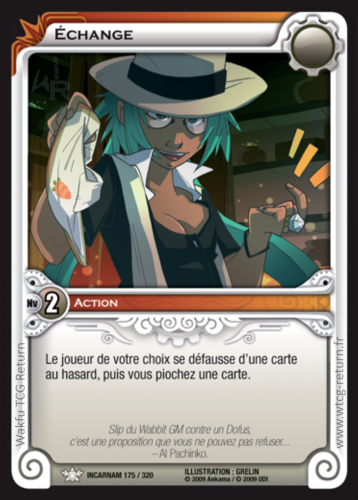 ÉCHANGE
Nv 2 ACTION
Le joueur de votre choix se défausse d'une carte
au hasard, puis vous piochez une carte.
Slip du Wabbit GM contre un Dofus,
c'est une proposition que vous ne pouvez pas refuser...
– Al Pachinko.
INCARNAM 175 / 320
ILLUSTRATION : GRELIN
© 2009 Ankama / © 2009 UDI
Wakfu TCG Return
www.wtcg-return.fr